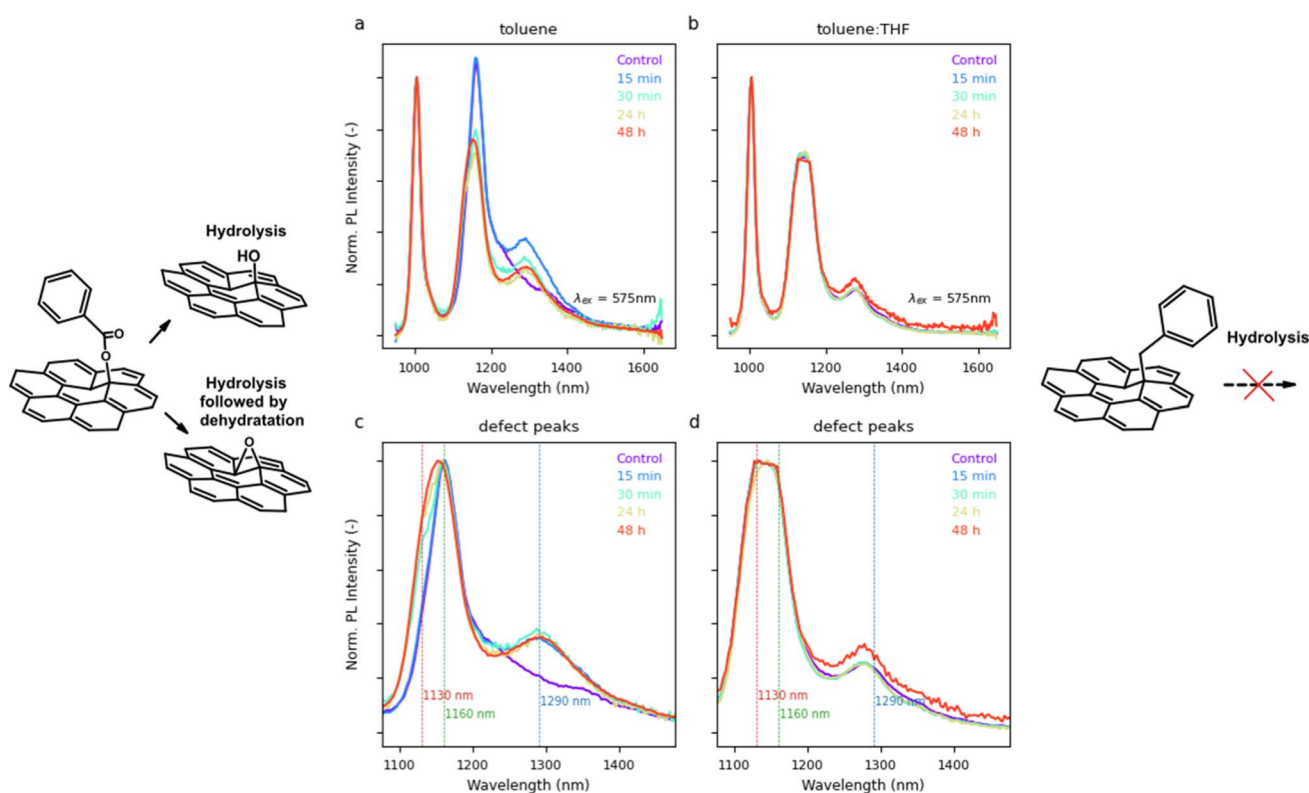 Hydrolysis
HO
O
O
Hydrolysis
followed by
dehydratation
O
a
toluene
Norm. PL Intensity (-)
Control
15 min
30 min
24 h
48 h
λex = 575nm
1000 1200 1400 1600
Wavelength (nm)
b
toluene:THF
Control
15 min
30 min
24 h
48 h
λex = 575nm
1000 1200 1400 1600
Wavelength (nm)
c
defect peaks
Norm. PL Intensity (-)
Control
15 min
30 min
24 h
48 h
1130 nm
1160 nm
1290 nm
1100 1200 1300 1400
Wavelength (nm)
d
defect peaks
Control
15 min
30 min
24 h
48 h
1130 nm
1160 nm
1290 nm
1100 1200 1300 1400
Wavelength (nm)
Hydrolysis